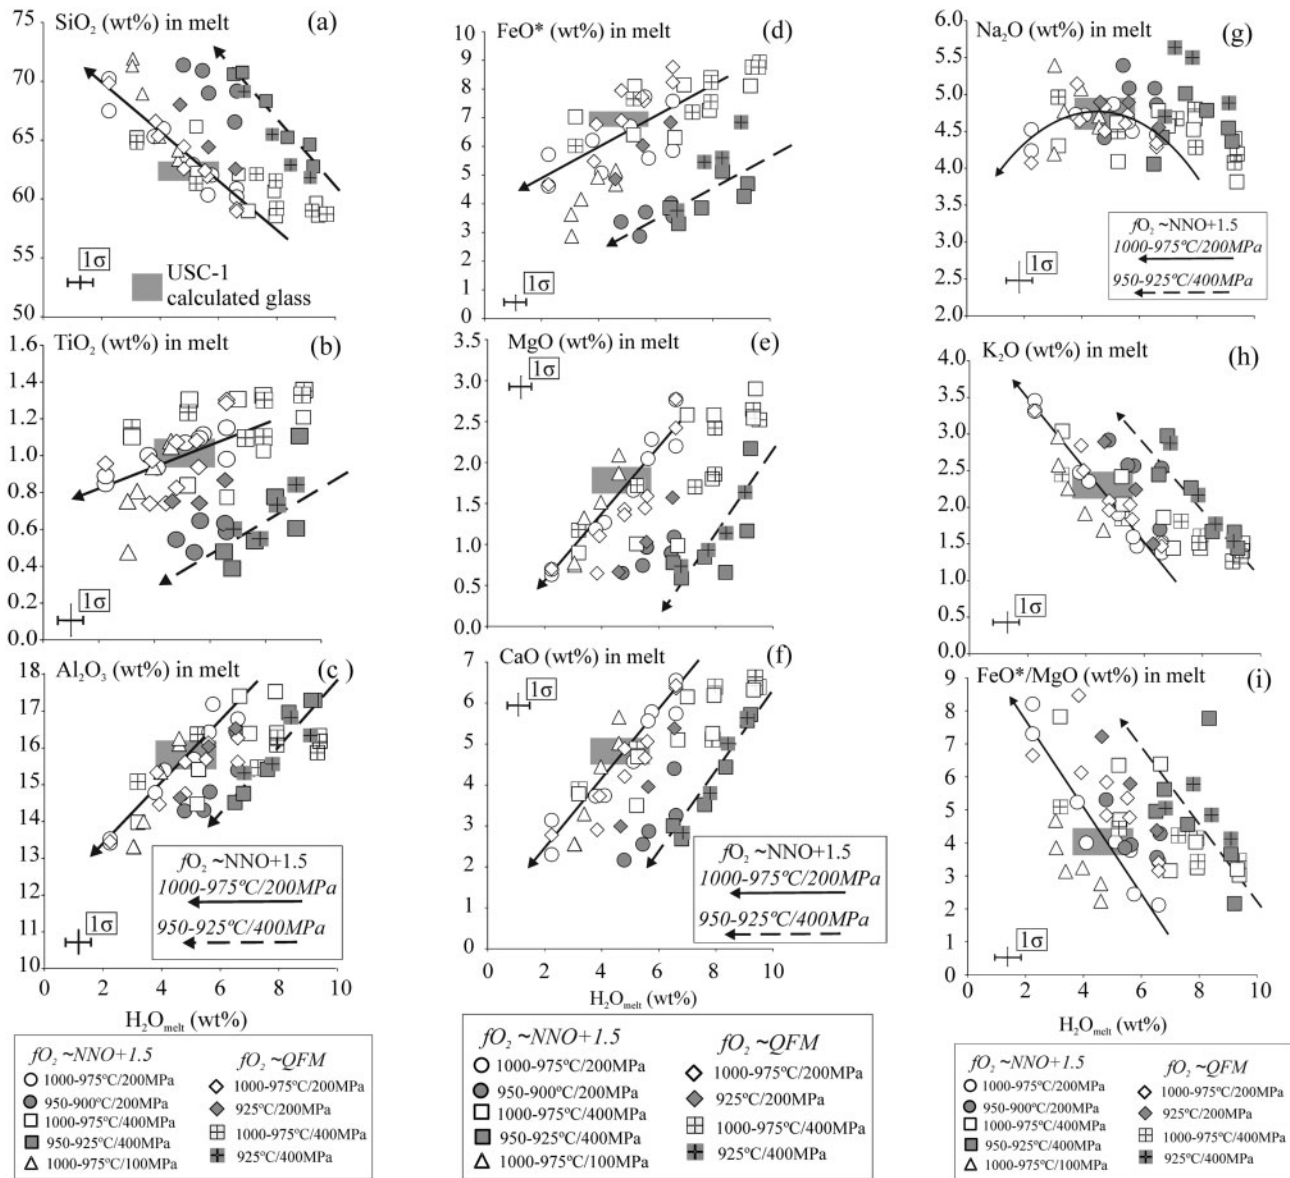 SiO2 (wt%) in melt (a)
75
70
65
60
55
50
1σ
USC-1
calculated glass
TiO2 (wt%) in melt (b)
1.6
1.4
1.2
1.0
0.8
0.6
0.4
0.2
0.0
1σ
Al2O3 (wt%) in melt (c)
18
17
16
15
14
13
12
11
10
1σ
fO2 ~NNO+1.5
1000-975ºC/200MPa
950-925ºC/400MPa
0 2 4 6 8 10
H2Omelt (wt%)
fO2 ~NNO+1.5 fO2 ~QFM
1000-975ºC/200MPa 1000-975ºC/200MPa
950-900ºC/200MPa 925ºC/200MPa
1000-975ºC/400MPa 1000-975ºC/400MPa
950-925ºC/400MPa 925ºC/400MPa
1000-975ºC/100MPa
FeO* (wt%) in melt (d)
10
9
8
7
6
5
4
3
2
1
0
1σ
MgO (wt%) in melt (e)
3.5
3.0
2.5
2.0
1.5
1.0
0.5
0.0
1σ
CaO (wt%) in melt (f)
7
6
5
4
3
2
1
0
1σ
fO2 ~NNO+1.5
1000-975ºC/200MPa
950-925ºC/400MPa
0 2 4 6 8 10
H2Omelt (wt%)
fO2 ~NNO+1.5 fO2 ~QFM
1000-975ºC/200MPa 1000-975ºC/200MPa
950-900ºC/200MPa 925ºC/200MPa
1000-975ºC/400MPa 1000-975ºC/400MPa
950-925ºC/400MPa 925ºC/400MPa
1000-975ºC/100MPa
Na2O (wt%) in melt (g)
6.0
5.5
5.0
4.5
4.0
3.5
3.0
2.5
2.0
1σ
fO2 ~NNO+1.5
1000-975ºC/200MPa
950-925ºC/400MPa
K2O (wt%) in melt (h)
4.0
3.5
3.0
2.5
2.0
1.5
1.0
0.5
0.0
1σ
FeO*/MgO (wt%) in melt (i)
9
8
7
6
5
4
3
2
1
0
1σ
0 2 4 6 8 10
H2Omelt (wt%)
fO2 ~NNO+1.5 fO2 ~QFM
1000-975ºC/200MPa 1000-975ºC/200MPa
950-900ºC/200MPa 925ºC/200MPa
1000-975ºC/400MPa 1000-975ºC/400MPa
950-925ºC/400MPa 925ºC/400MPa
1000-975ºC/100MPa